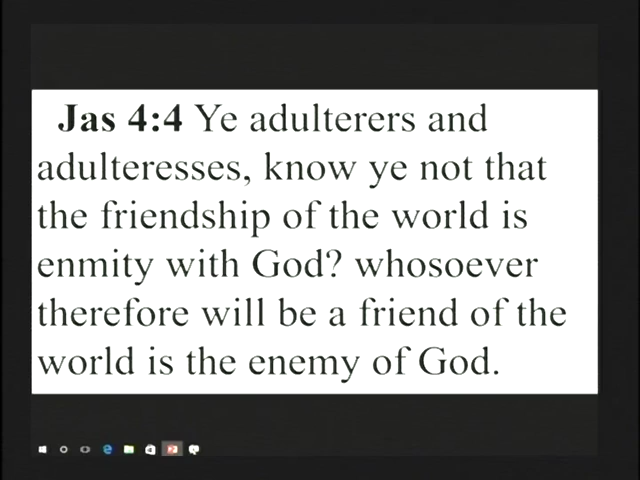 Jas 4:4 Ye adulterers and
adulteresses, know ye not that
the friendship of the world is
enmity with God? whosoever
therefore will be a friend of the
world is the enemy of God.